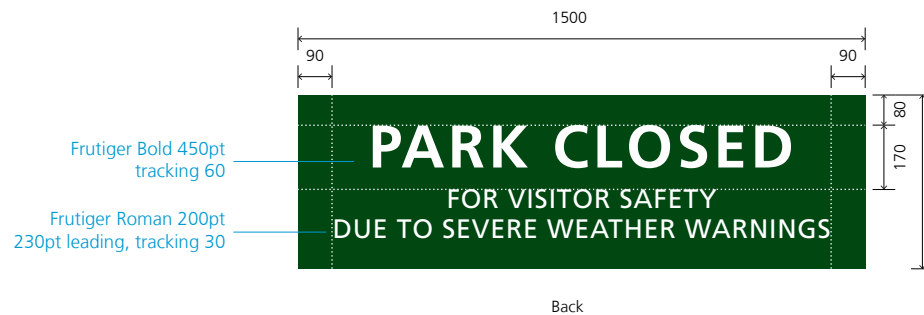 1500
90
90
80
170
PARK CLOSED
FOR VISITOR SAFETY
DUE TO SEVERE WEATHER WARNINGS
Frutiger Bold 450pt
tracking 60
Frutiger Roman 200pt
230pt leading, tracking 30
Back